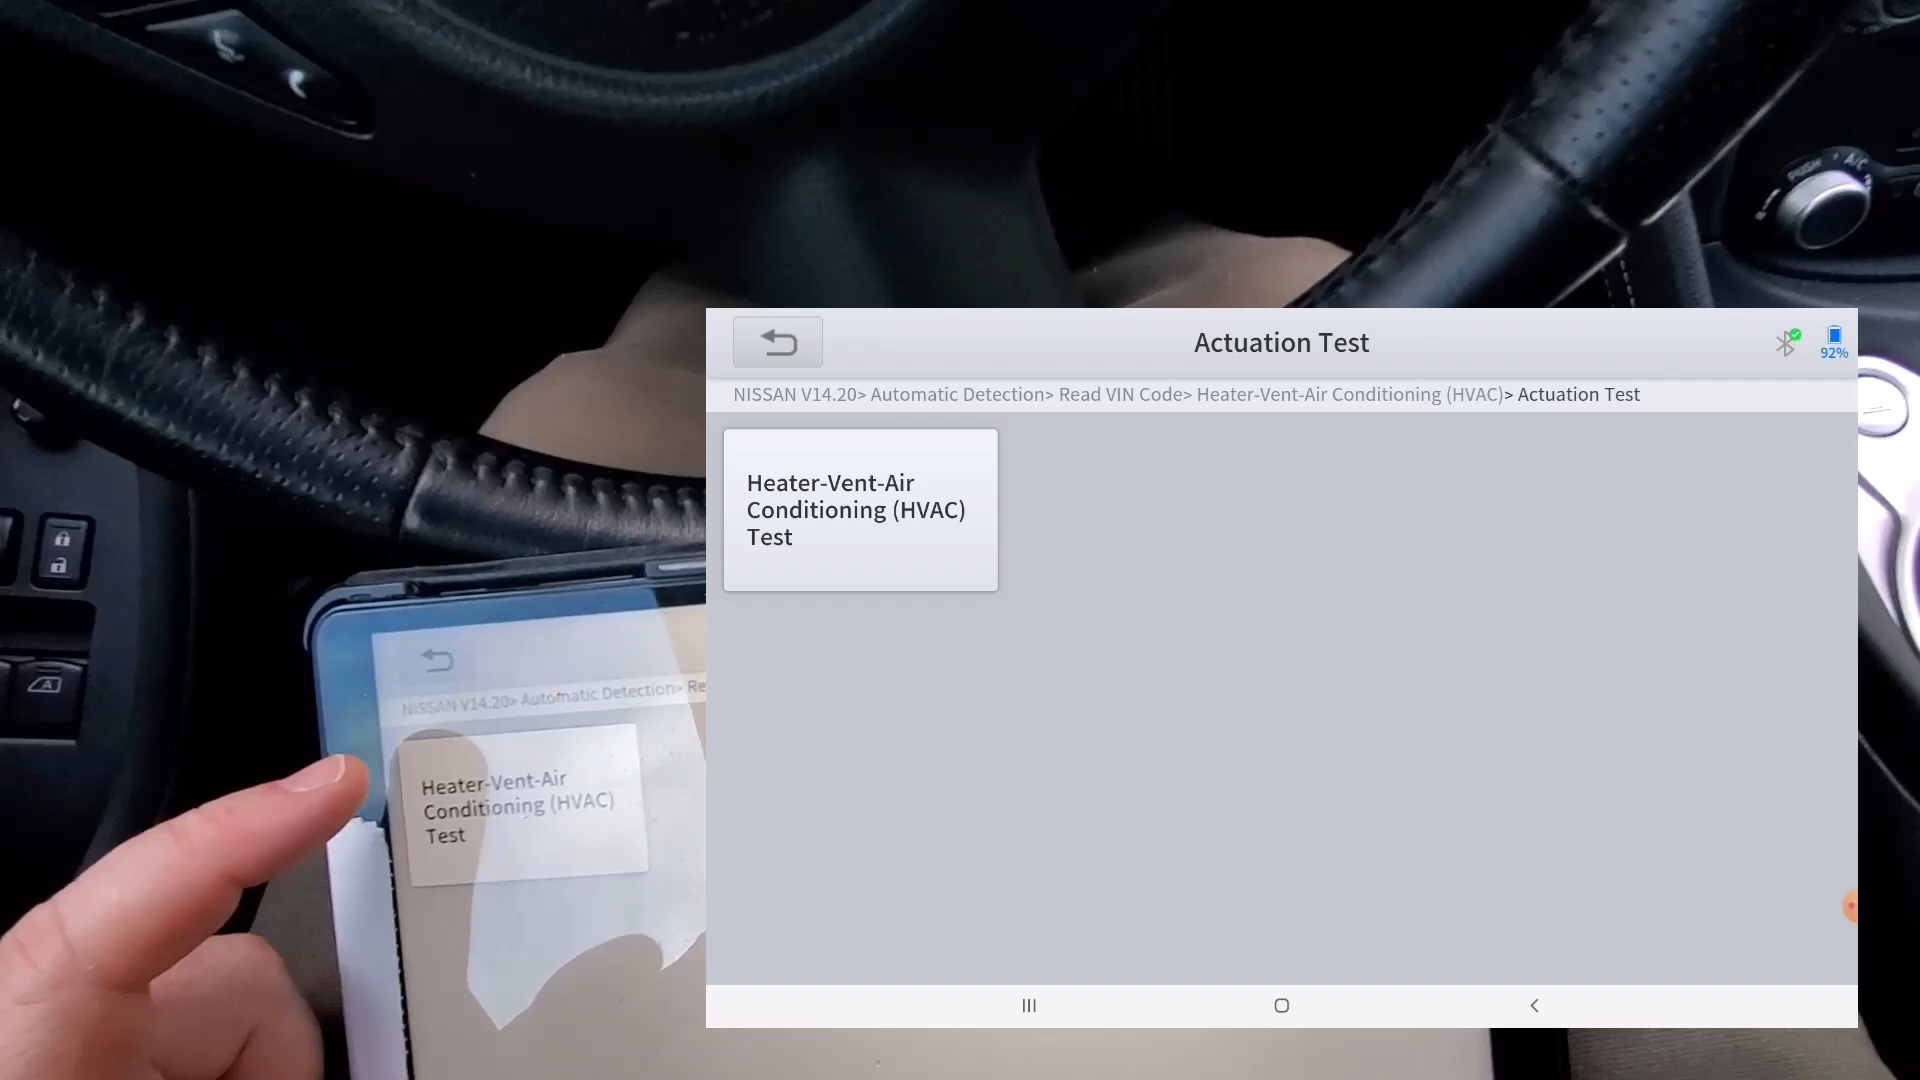 PUSH
A/C
Actuation Test
92%
NISSAN V14.20> Automatic Detection> Read VIN Code> Heater-Vent-Air Conditioning (HVAC)> Actuation Test
Heater-Vent-Air
Conditioning (HVAC)
Test
NISSAN V14.20> Automatic Detection> Re
Heater-Vent-Air
Conditioning (HVAC)
Test
A